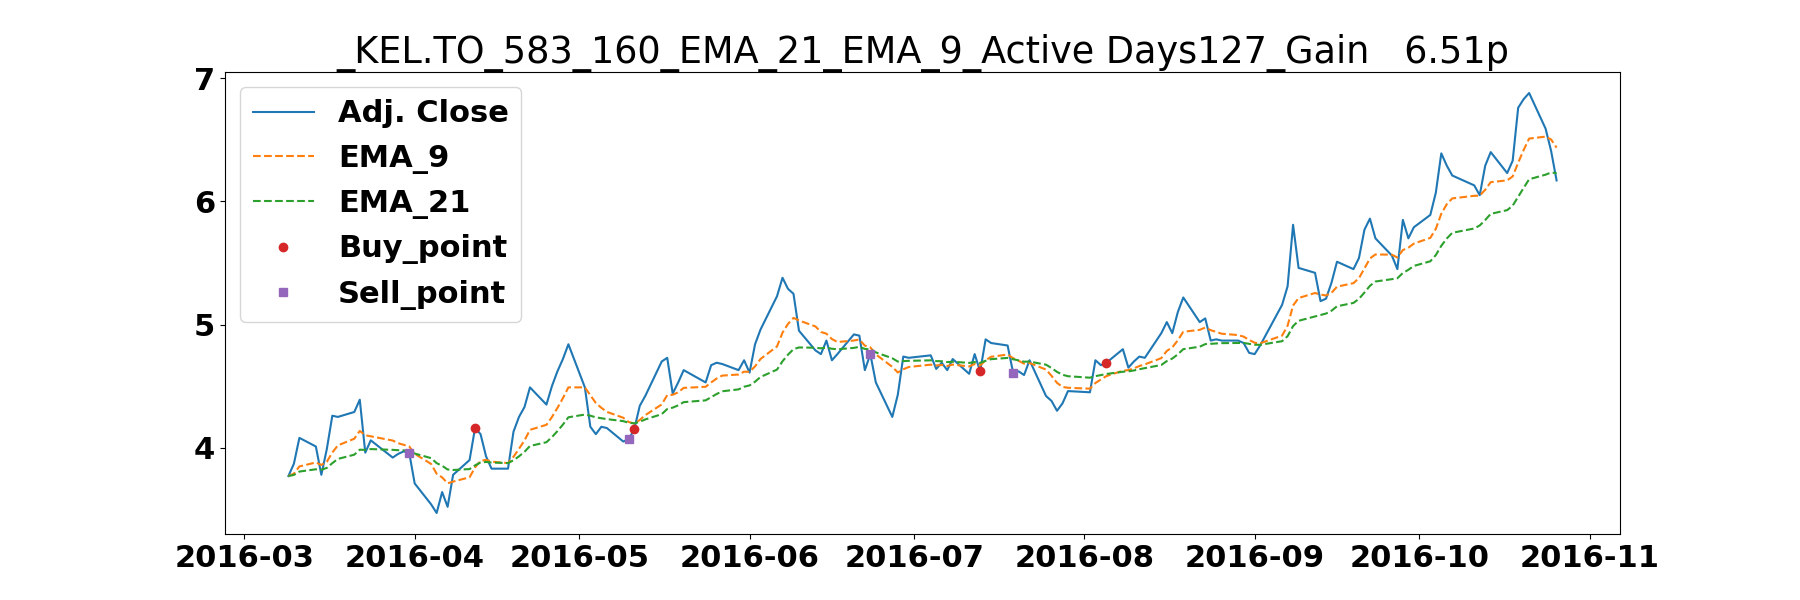 _KEL.TO_583_160_EMA_21_EMA_9_Active Days127_Gain   6.51p
7
6
5
4
Adj. Close
EMA_9
EMA_21
Buy_point
Sell_point
2016-03 2016-04 2016-05 2016-06 2016-07 2016-08 2016-09 2016-10 2016-11